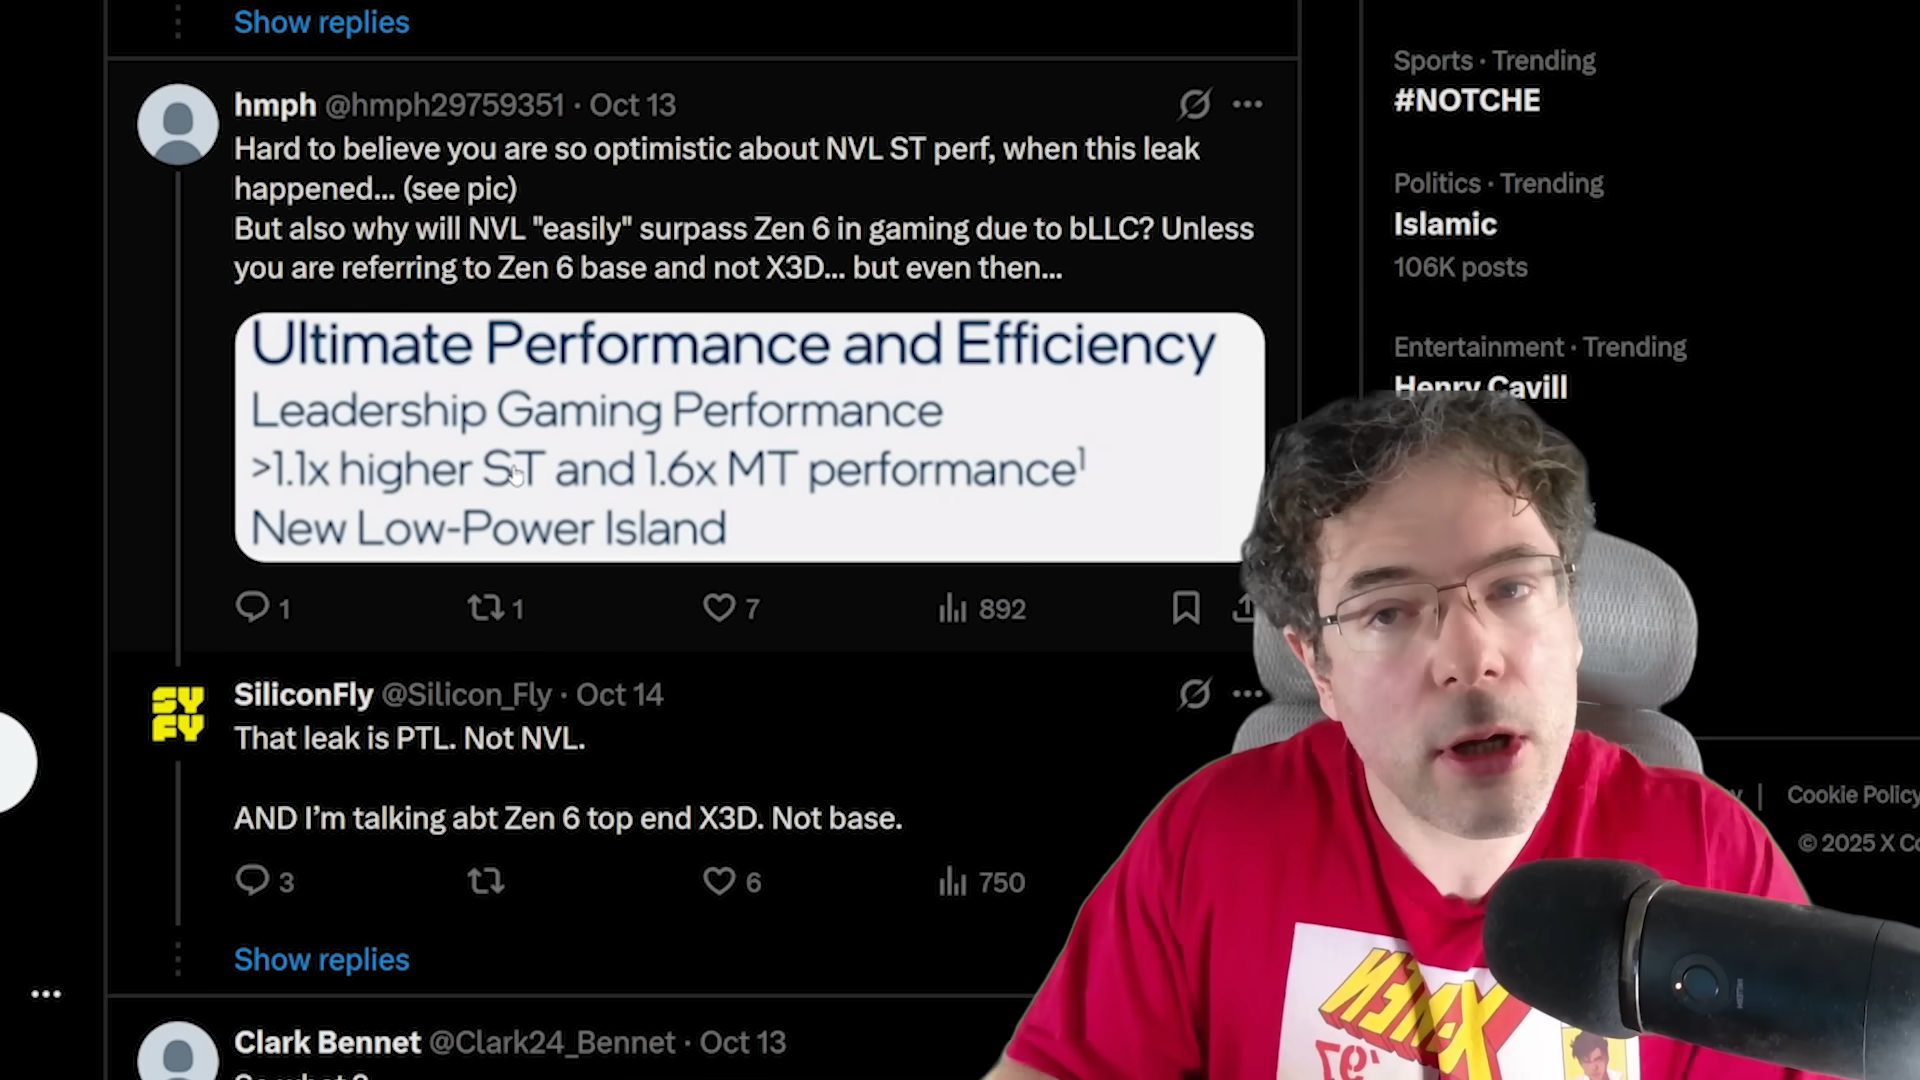 Show replies
hmph @hmph29759351 · Oct 13
Hard to believe you are so optimistic about NVL ST perf, when this leak
happened... (see pic)
But also why will NVL "easily" surpass Zen 6 in gaming due to bLLC? Unless
you are referring to Zen 6 base and not X3D... but even then...
Ultimate Performance and Efficiency
Leadership Gaming Performance
>1.1x higher ST and 1.6x MT performance¹
New Low-Power Island
1 1 7 892
SYFY
SiliconFly @Silicon_Fly · Oct 14
That leak is PTL. Not NVL.
AND I'm talking abt Zen 6 top end X3D. Not base.
3 6 750
Show replies
Clark Bennet @Clark24_Bennet · Oct 13
Sports · Trending
#NOTCHE
Politics · Trending
Islamic
106K posts
Entertainment · Trending
Henry Cavill
| Cookie Policy
© 2025 X Co
X-MEN
'97